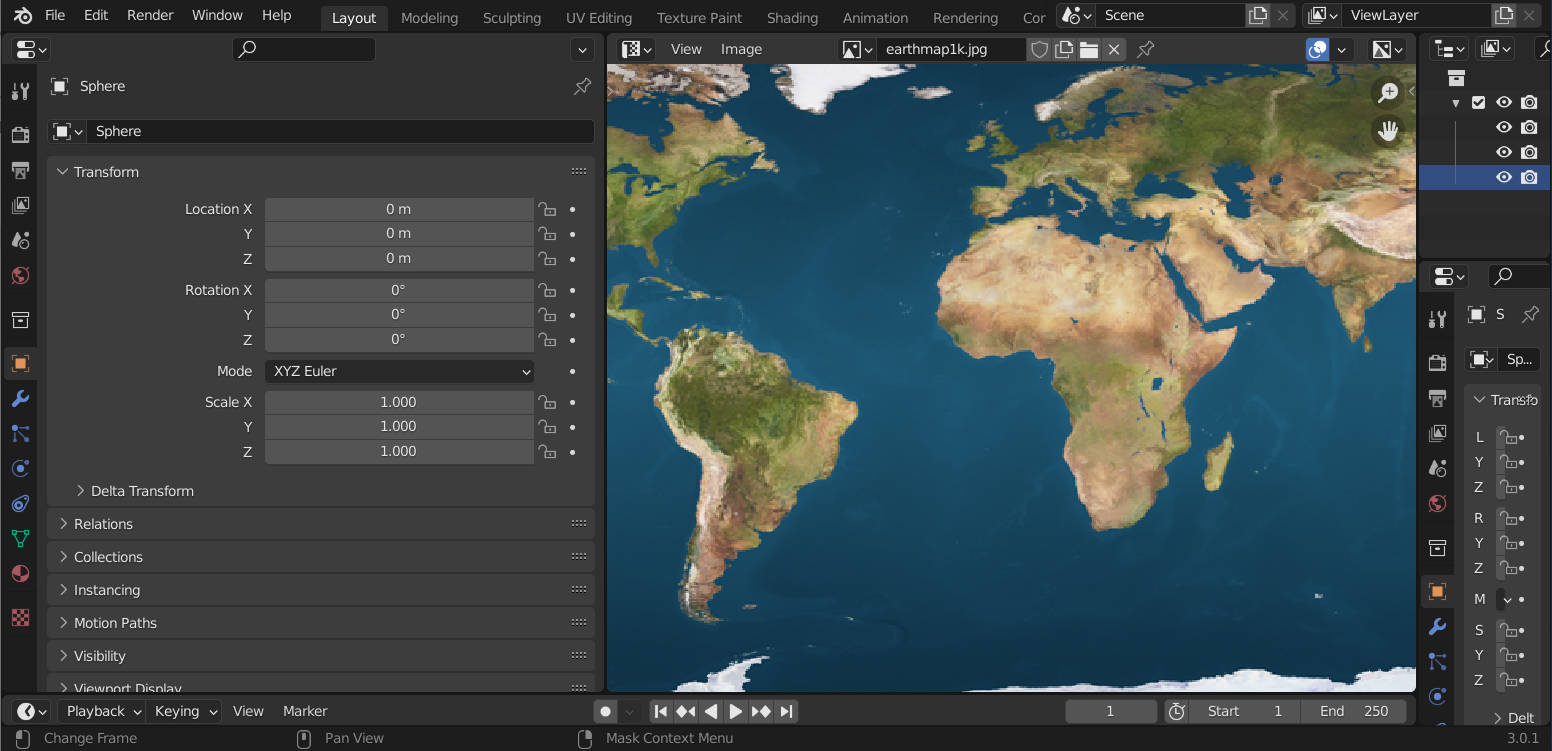 File Edit Render Window Help Layout Modeling Sculpting UV Editing Texture Paint Shading Animation Rendering Cor Scene ViewLayer
View Image earthmap1k.jpg
Sphere
Sphere
Transform
Location X 0 m
Y 0 m
Z 0 m
Rotation X 0°
Y 0°
Z 0°
Mode XYZ Euler
Scale X 1.000
Y 1.000
Z 1.000
Delta Transform
Relations
Collections
Instancing
Motion Paths
Visibility
Viewport Display
S
Sp...
Transfo
L
Y
Z
R
Y
Z
M
S
Y
Z
Delt
Playback Keying View Marker 1 Start 1 End 250
Change Frame Pan View Mask Context Menu 3.0.1